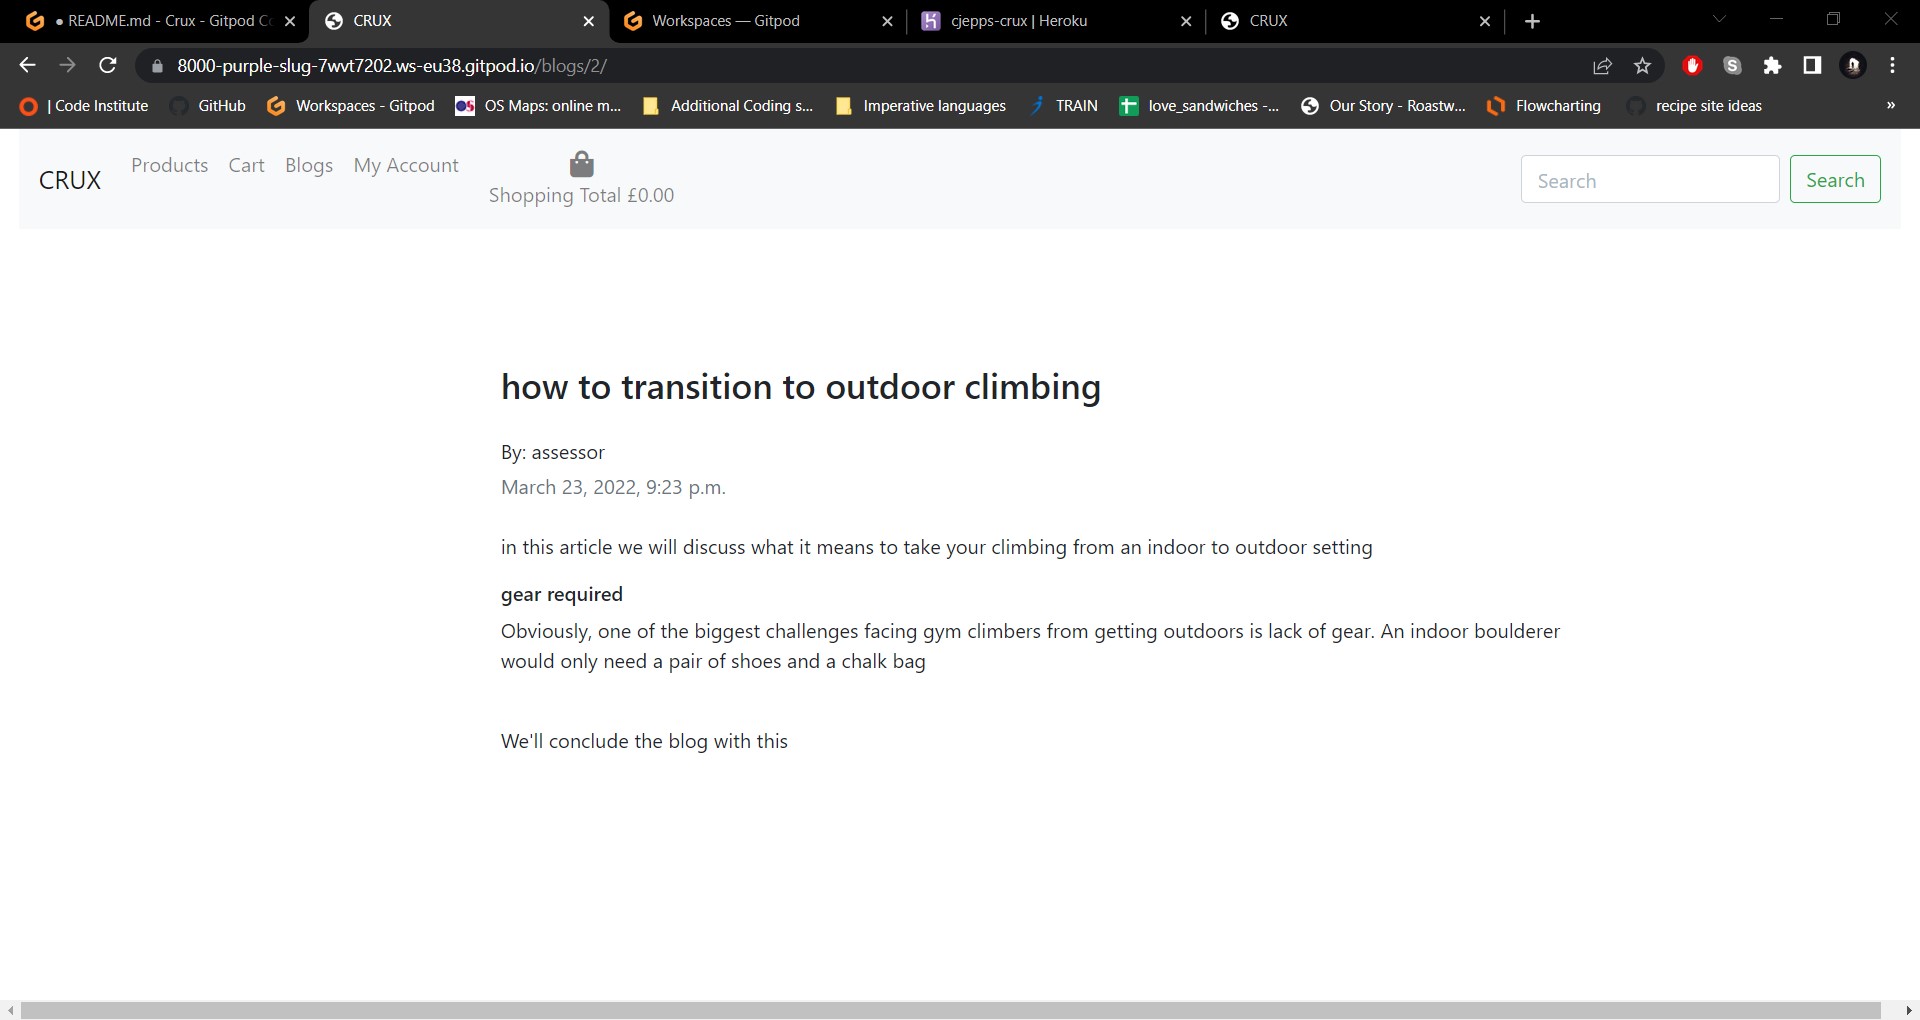 ● README.md - Crux - Gitpod
CRUX
Workspaces — Gitpod
cjepps-crux | Heroku
CRUX
8000-purple-slug-7wvt7202.ws-eu38.gitpod.io/blogs/2/
| Code Institute
GitHub
Workspaces - Gitpod
OS Maps: online m...
Additional Coding s...
Imperative languages
TRAIN
love_sandwiches -...
Our Story - Roastw...
Flowcharting
recipe site ideas
»
CRUX
Products
Cart
Blogs
My Account
Shopping Total £0.00
Search
Search
how to transition to outdoor climbing
By: assessor
March 23, 2022, 9:23 p.m.
in this article we will discuss what it means to take your climbing from an indoor to outdoor setting
gear required
Obviously, one of the biggest challenges facing gym climbers from getting outdoors is lack of gear. An indoor boulderer
would only need a pair of shoes and a chalk bag
We'll conclude the blog with this